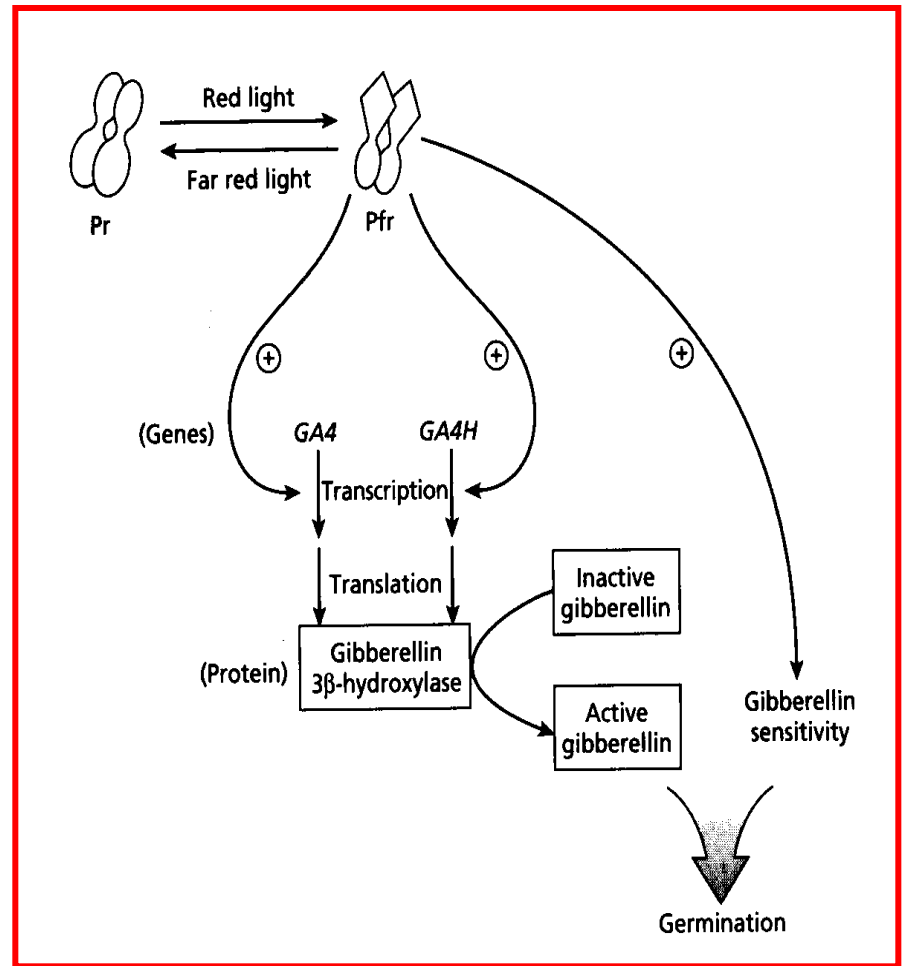 Red light
Far red light
Pr
Pfr
+
+
+
(Genes)
GA4
GA4H
Transcription
Translation
Inactive
gibberellin
(Protein)
Gibberellin
3β-hydroxylase
Active
gibberellin
Gibberellin
sensitivity
Germination